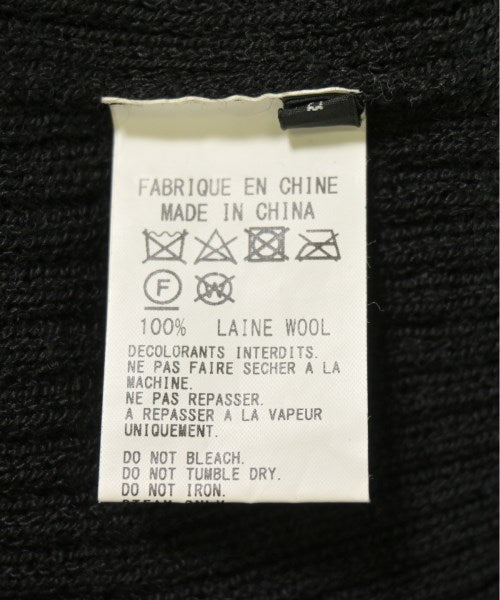 FABRIQUE EN CHINE
MADE IN CHINA
F W
100% LAINE WOOL
DECOLORANTS INTERDITS.
NE PAS FAIRE SECHER A LA
MACHINE.
NE PAS REPASSER.
A REPASSER A LA VAPEUR
UNIQUEMENT.
DO NOT BLEACH.
DO NOT TUMBLE DRY.
DO NOT IRON.